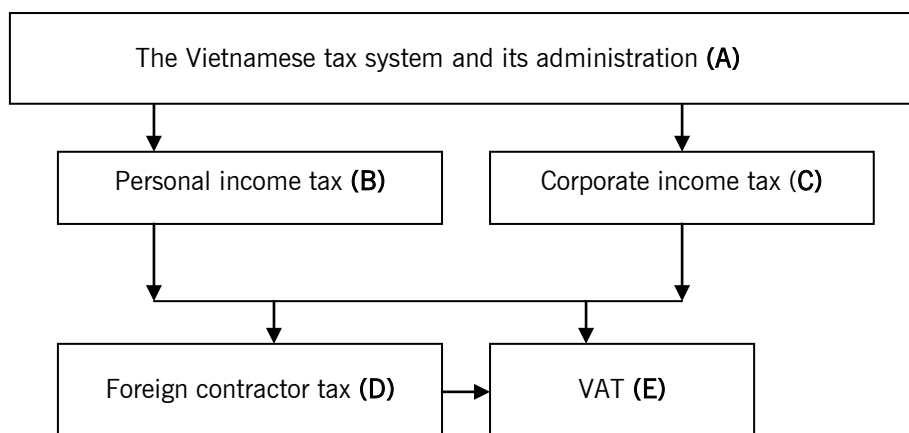 The Vietnamese tax system and its administration (A)
Personal income tax (B)
Corporate income tax (C)
Foreign contractor tax (D)
VAT (E)